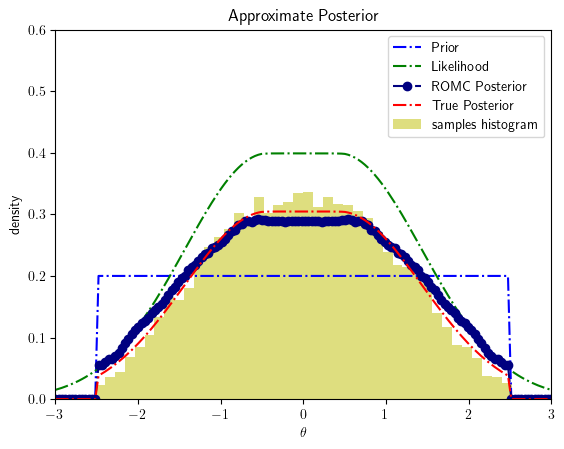 Approximate Posterior
0.6
0.5
0.4
0.3
0.2
0.1
0.0
density
Prior
Likelihood
ROMC Posterior
True Posterior
samples histogram
−3 −2 −1 0 1 2 3
θ